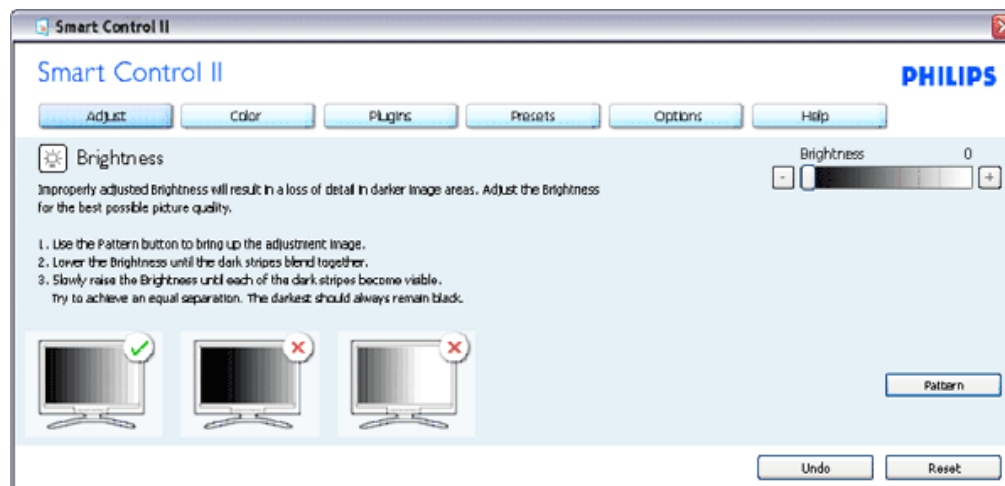 Smart Control II
Smart Control II
PHILIPS
Adjust Color Plugins Presets Options Help
Brightness
Brightness 0
Improperly adjusted Brightness will result in a loss of detail in darker image areas. Adjust the Brightness
for the best possible picture quality.
1. Use the Pattern button to bring up the adjustment image.
2. Lower the Brightness until the dark stripes blend together.
3. Slowly raise the Brightness until each of the dark stripes become visible.
Try to achieve an equal separation. The darkest should always remain black.
- +
Pattern
Undo Reset